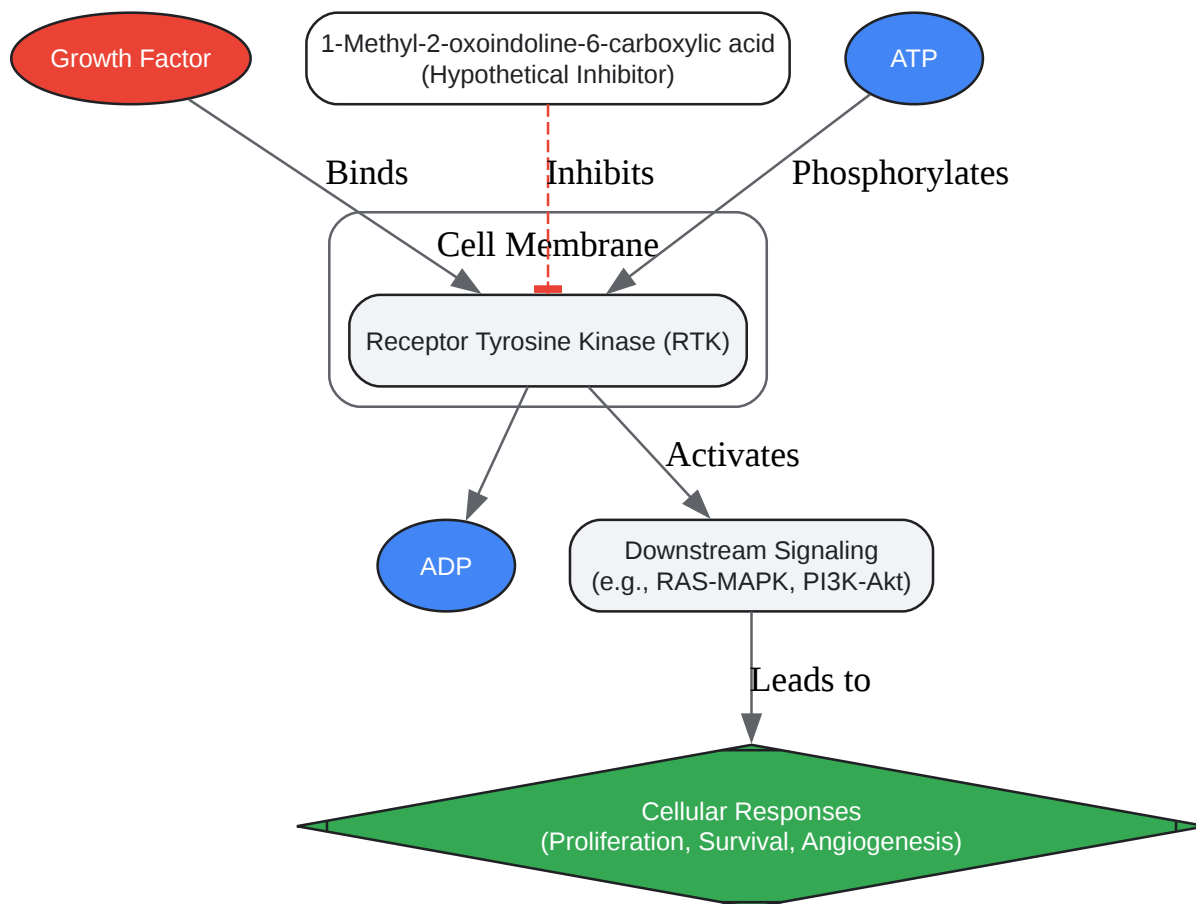 Growth Factor
1-Methyl-2-oxoindoline-6-carboxylic acid
(Hypothetical Inhibitor)
ATP
Binds
Inhibits
Phosphorylates
Cell Membrane
Receptor Tyrosine Kinase (RTK)
Activates
ADP
Downstream Signaling
(e.g., RAS-MAPK, PI3K-Akt)
Leads to
Cellular Responses
(Proliferation, Survival, Angiogenesis)